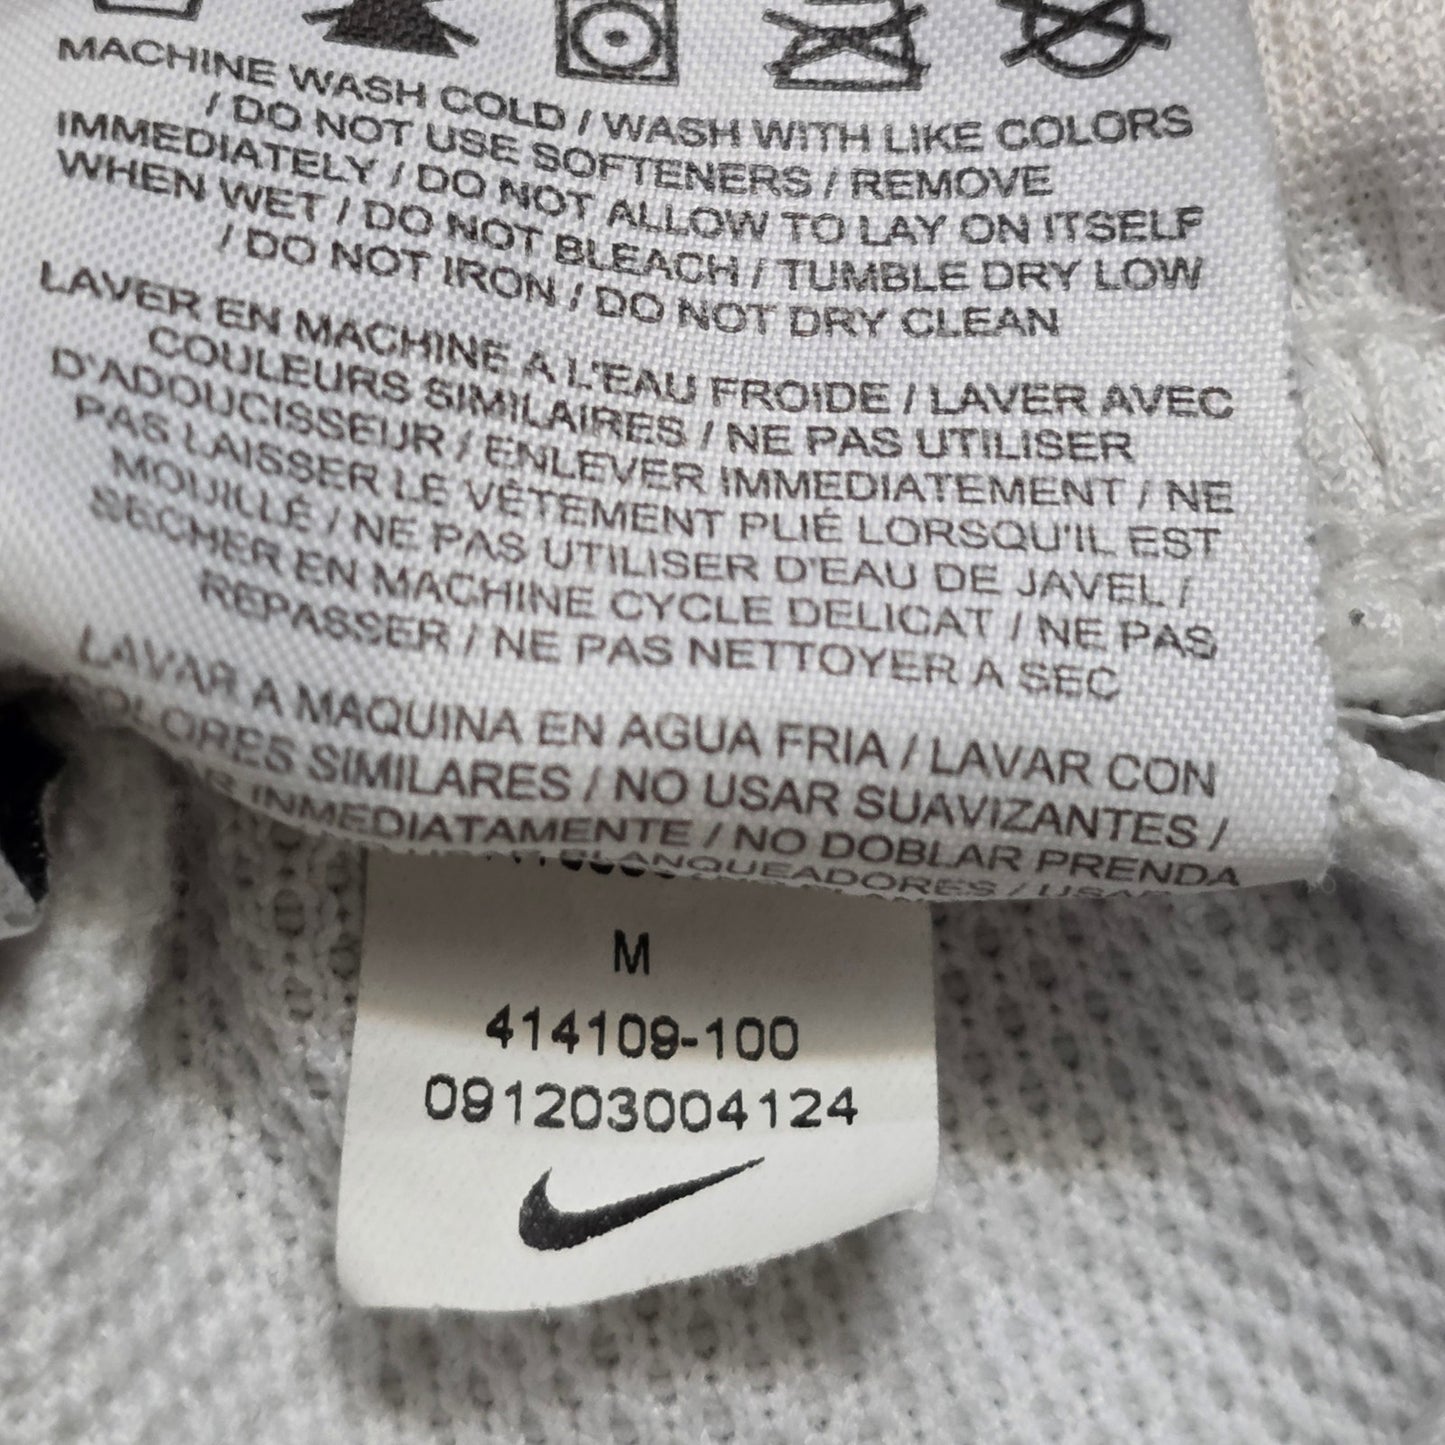 MACHINE WASH COLD / WASH WITH LIKE COLORS
/ DO NOT USE SOFTENERS / REMOVE
IMMEDIATELY / DO NOT ALLOW TO LAY ON ITSELF
WHEN WET / DO NOT BLEACH / TUMBLE DRY LOW
/ DO NOT IRON / DO NOT DRY CLEAN
LAVER EN MACHINE A L'EAU FROIDE / LAVER AVEC
COULEURS SIMILAIRES / NE PAS UTILISER
D'ADOUCISSEUR / ENLEVER IMMEDIATEMENT / NE
PAS LAISSER LE VÊTEMENT PLIÉ LORSQU'IL EST
MOUILLÉ / NE PAS UTILISER D'EAU DE JAVEL /
SECHER EN MACHINE CYCLE DELICAT / NE PAS
REPASSER / NE PAS NETTOYER A SEC
LAVAR A MAQUINA EN AGUA FRIA / LAVAR CON
COLORES SIMILARES / NO USAR SUAVIZANTES /
INMEDIATAMENTE / NO DOBLAR PRENDA
BLANQUEADORES / USAR
M
414109-100
091203004124